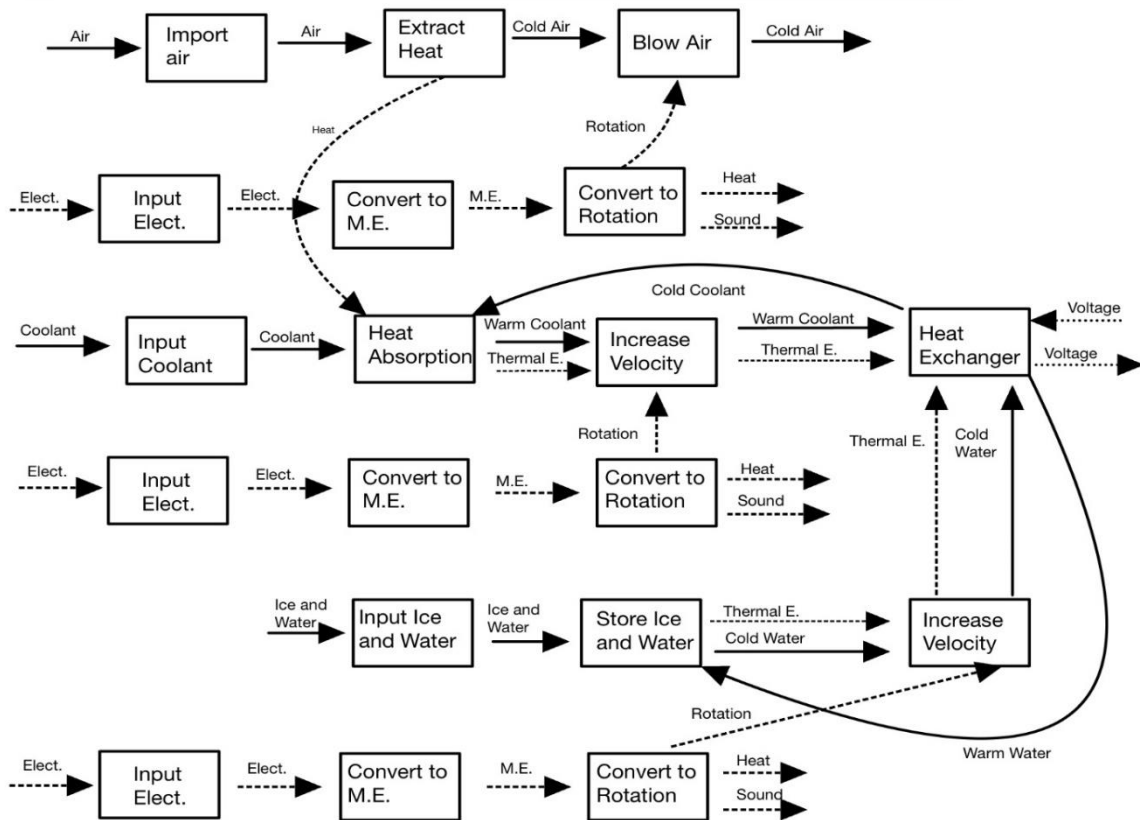 Air
Import
air
Air
Extract
Heat
Cold Air
Blow Air
Cold Air
Heat
Rotation
Elect.
Input
Elect.
Elect.
Convert to
M.E.
M.E.
Convert to
Rotation
Heat
Sound
Cold Coolant
Coolant
Input
Coolant
Coolant
Heat
Absorption
Warm Coolant
Thermal E.
Increase
Velocity
Warm Coolant
Thermal E.
Heat
Exchanger
Voltage
Voltage
Rotation
Thermal E.
Cold
Water
Elect.
Input
Elect.
Elect.
Convert to
M.E.
M.E.
Convert to
Rotation
Heat
Sound
Ice and
Water
Input Ice
and Water
Ice and
Water
Store Ice
and Water
Thermal E.
Cold Water
Increase
Velocity
Rotation
Warm Water
Elect.
Input
Elect.
Elect.
Convert to
M.E.
M.E.
Convert to
Rotation
Heat
Sound